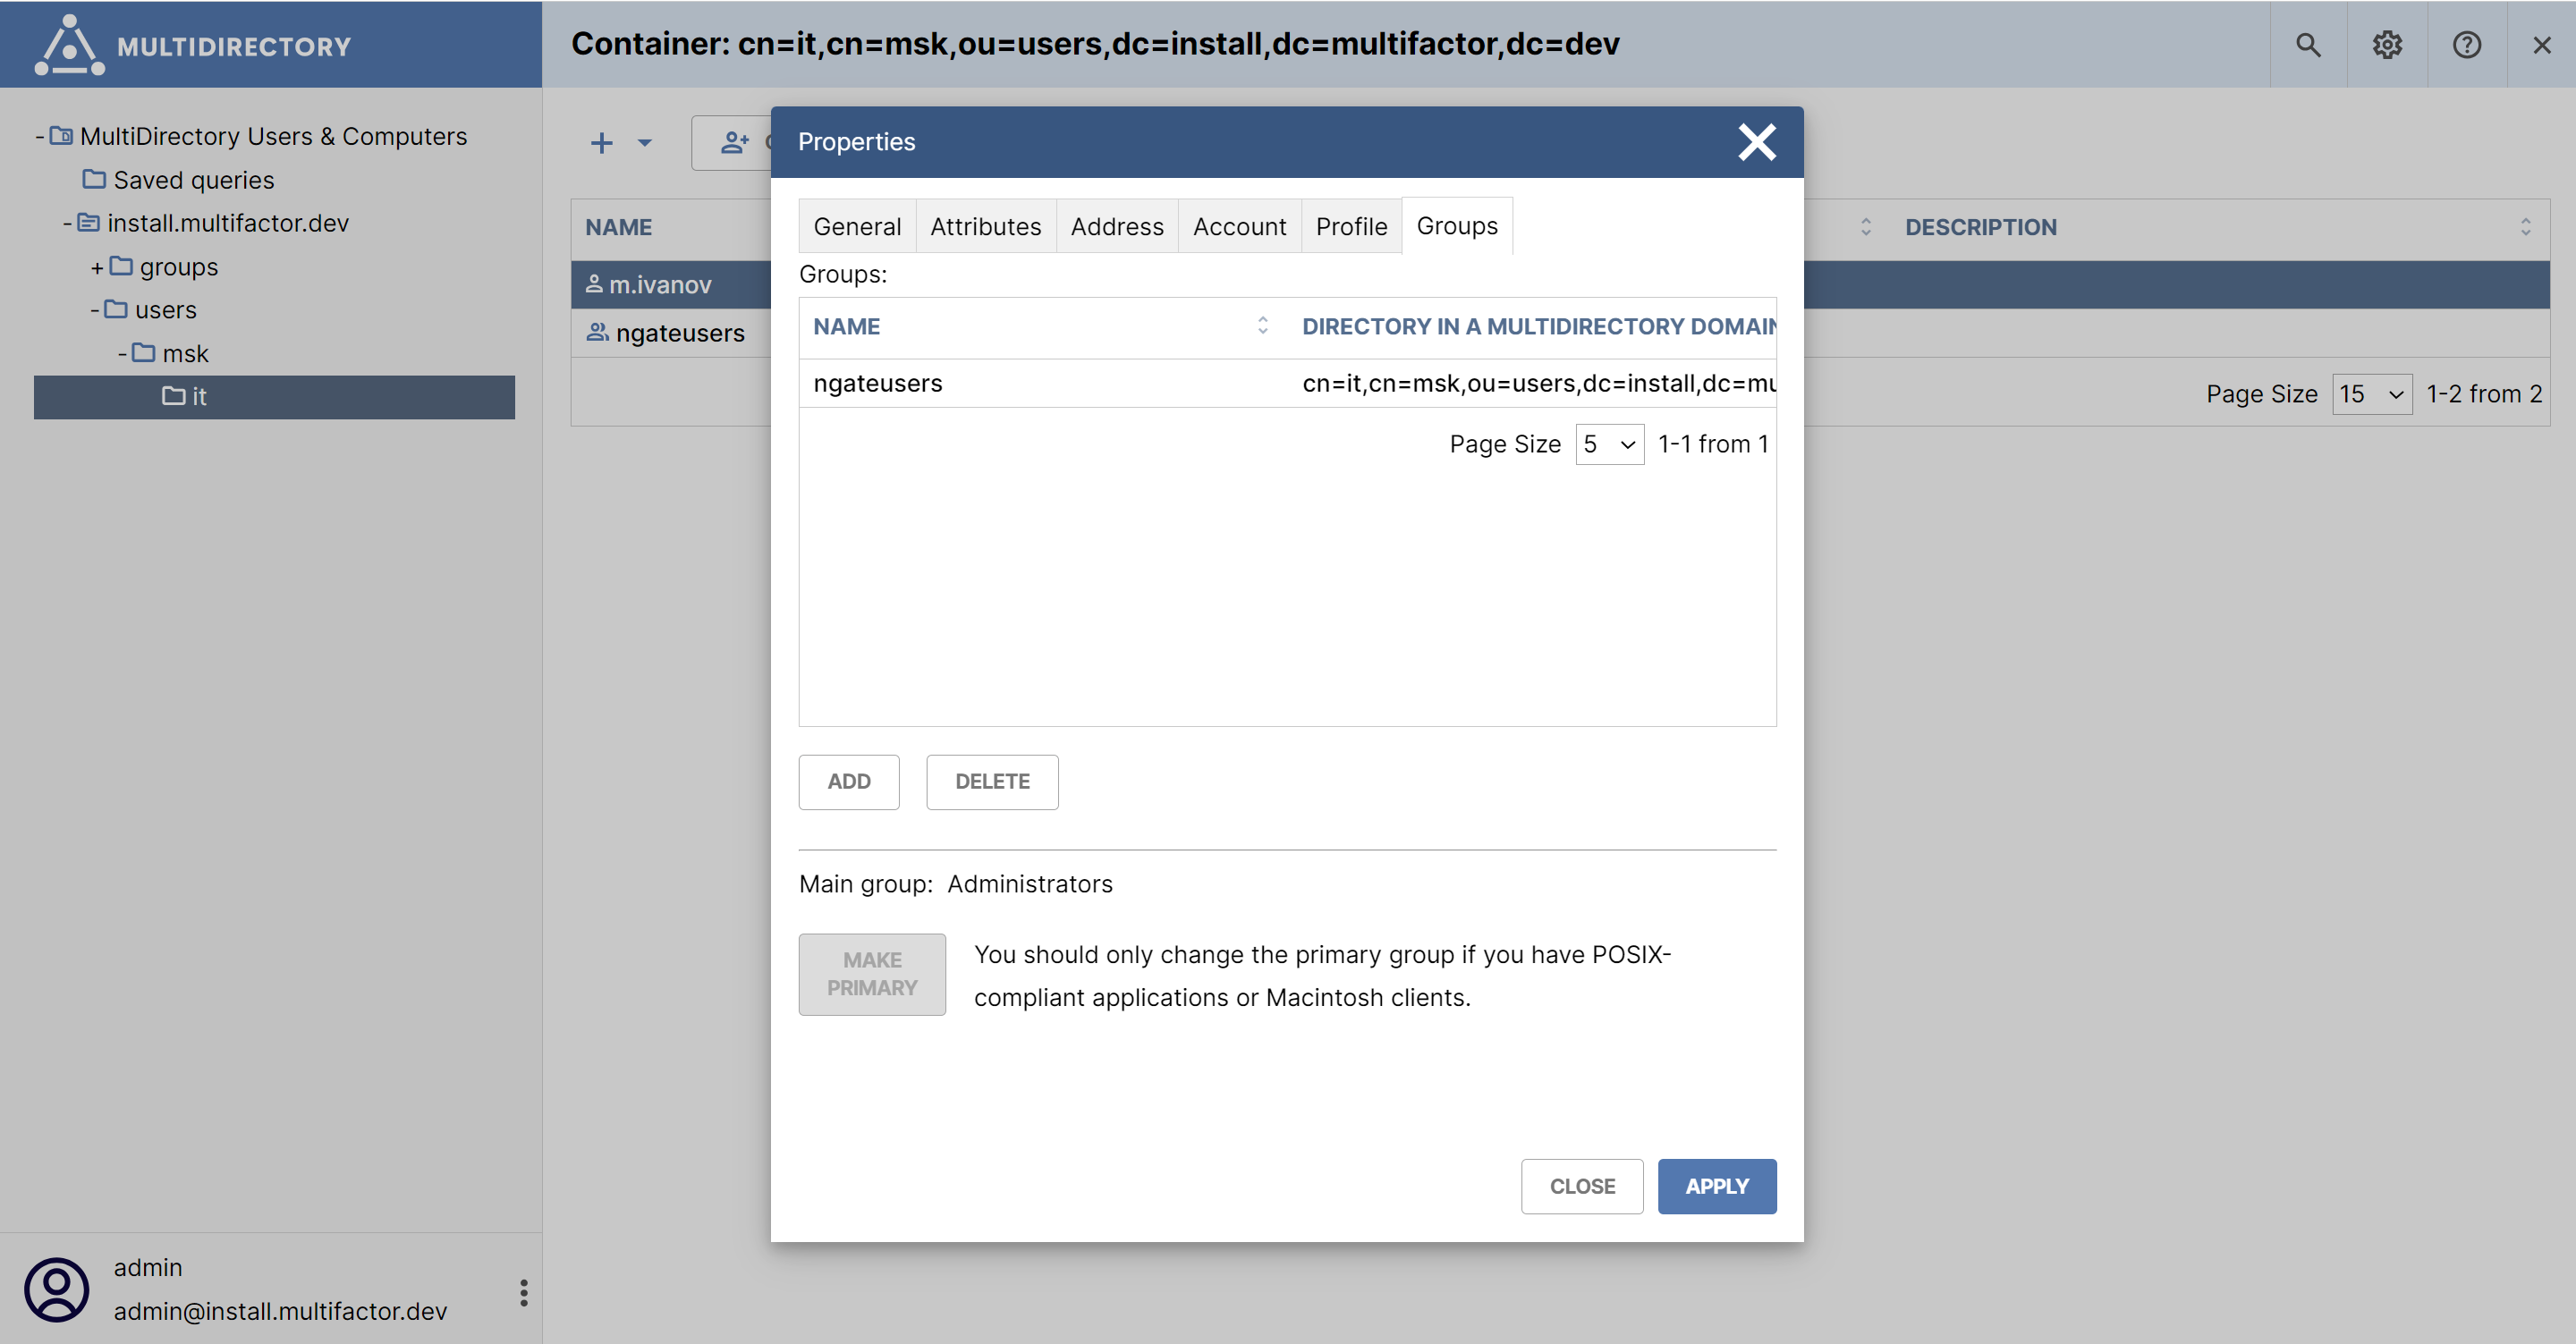 MULTIDIRECTORY
Container: cn=it,cn=msk,ou=users,dc=install,dc=multifactor,dc=dev
- MultiDirectory Users & Computers
Saved queries
- install.multifactor.dev
+ groups
- users
- msk
it
admin
admin@install.multifactor.dev
NAME
DESCRIPTION
m.ivanov
ngateusers
Page Size 15 1-2 from 2
Properties
General Attributes Address Account Profile Groups
Groups:
NAME DIRECTORY IN A MULTIDIRECTORY DOMAIN
ngateusers cn=it,cn=msk,ou=users,dc=install,dc=mu
Page Size 5 1-1 from 1
ADD DELETE
Main group: Administrators
MAKE
PRIMARY
You should only change the primary group if you have POSIX-
compliant applications or Macintosh clients.
CLOSE APPLY